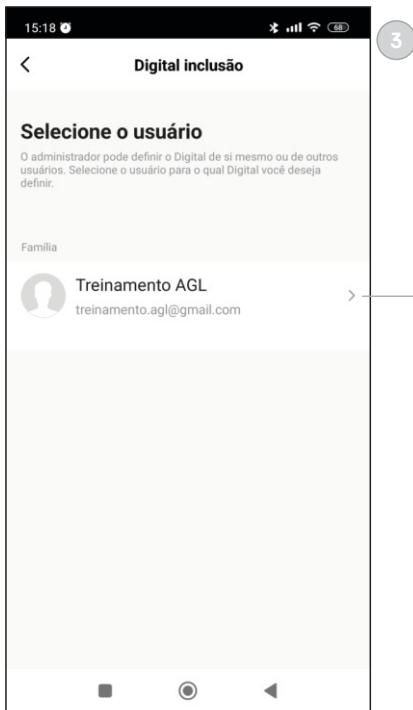 15:18 68
3
Digital inclusão
Selecione o usuário
O administrador pode definir o Digital de si mesmo ou de outros
usuários. Selecione o usuário para o qual Digital você deseja
definir.
Família
Treinamento AGL
treinamento.agl@gmail.com